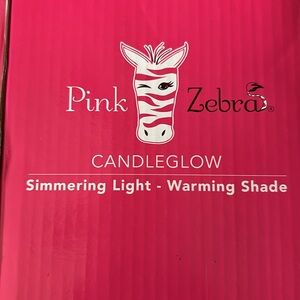 Pink Zebra®
CANDLEGLOW
Simmering Light - Warming Shade